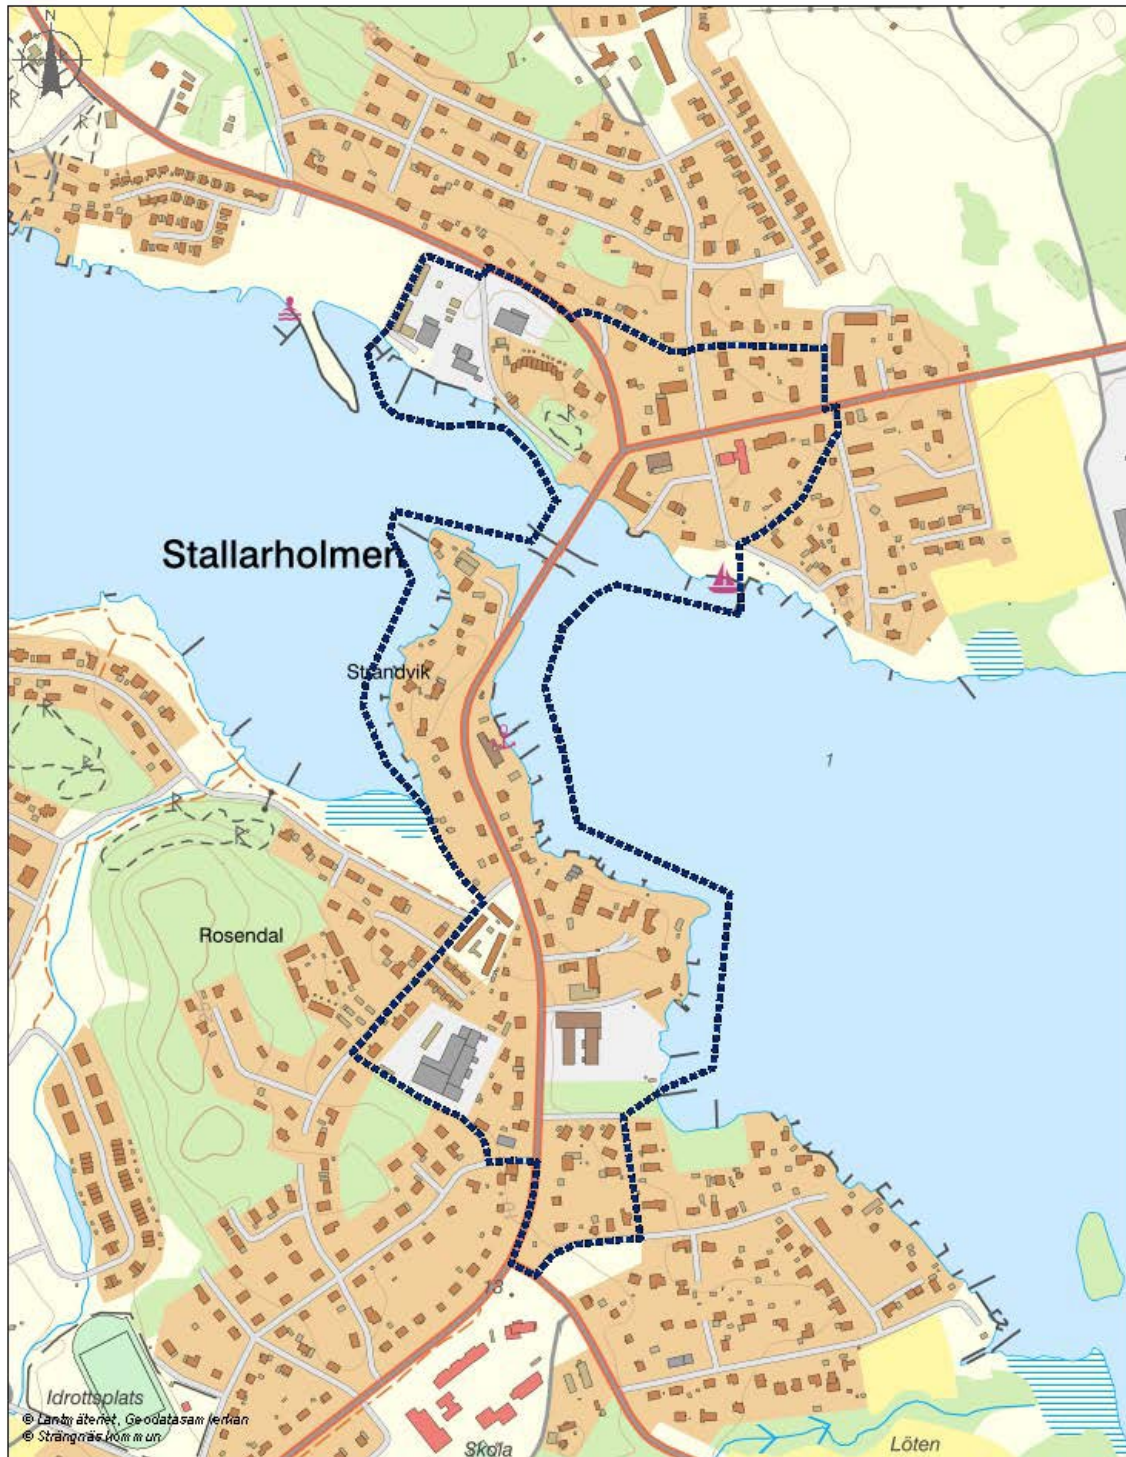 N
R
R
R
R
R
Stallarholmen
Strandvik
R
R
R
R
1
Rosendal
13
Idrottsplats
© Lantmäteriet, Geodatasamverkan
© Strängnäs kommun
Skola
Löten